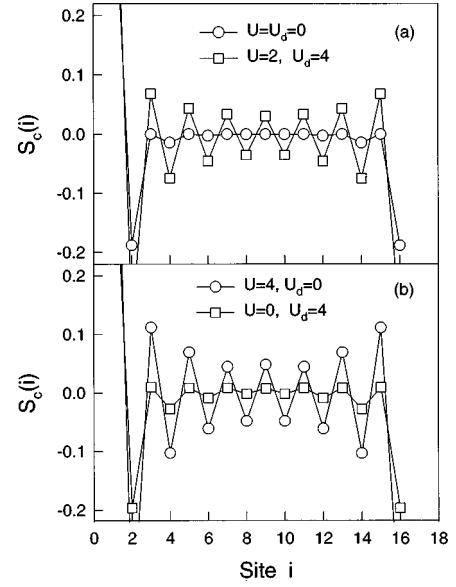 (a)
U=U_d=0
U=2, U_d=4
S_c(i)
0.2
0.1
0.0
-0.1
-0.2
(b)
U=4, U_d=0
U=0, U_d=4
S_c(i)
0.2
0.1
0.0
-0.1
-0.2
0 2 4 6 8 10 12 14 16 18
Site i